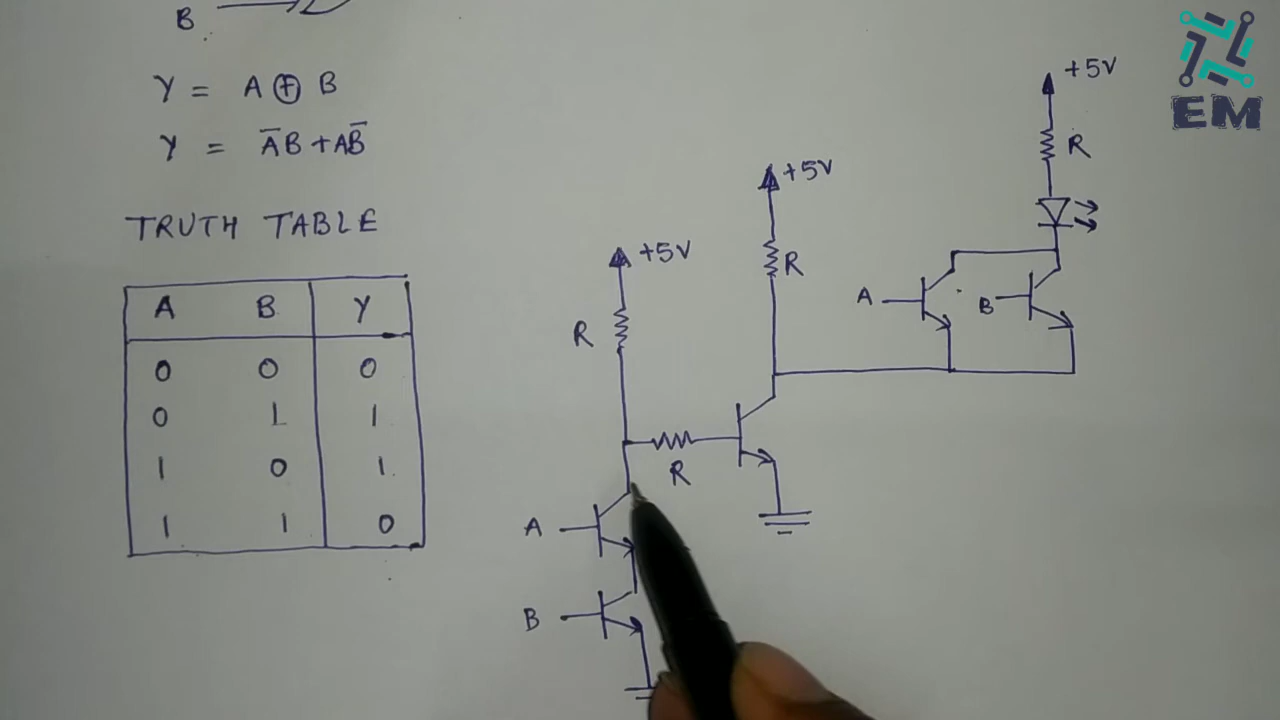 B
Y = A ⊕ B
Y = A̅B + AB̅
TRUTH TABLE
A B Y
0 0 0
0 1 1
1 0 1
1 1 0
+5V
R
R
A
B
+5V
R
+5V
R
A
B
EM